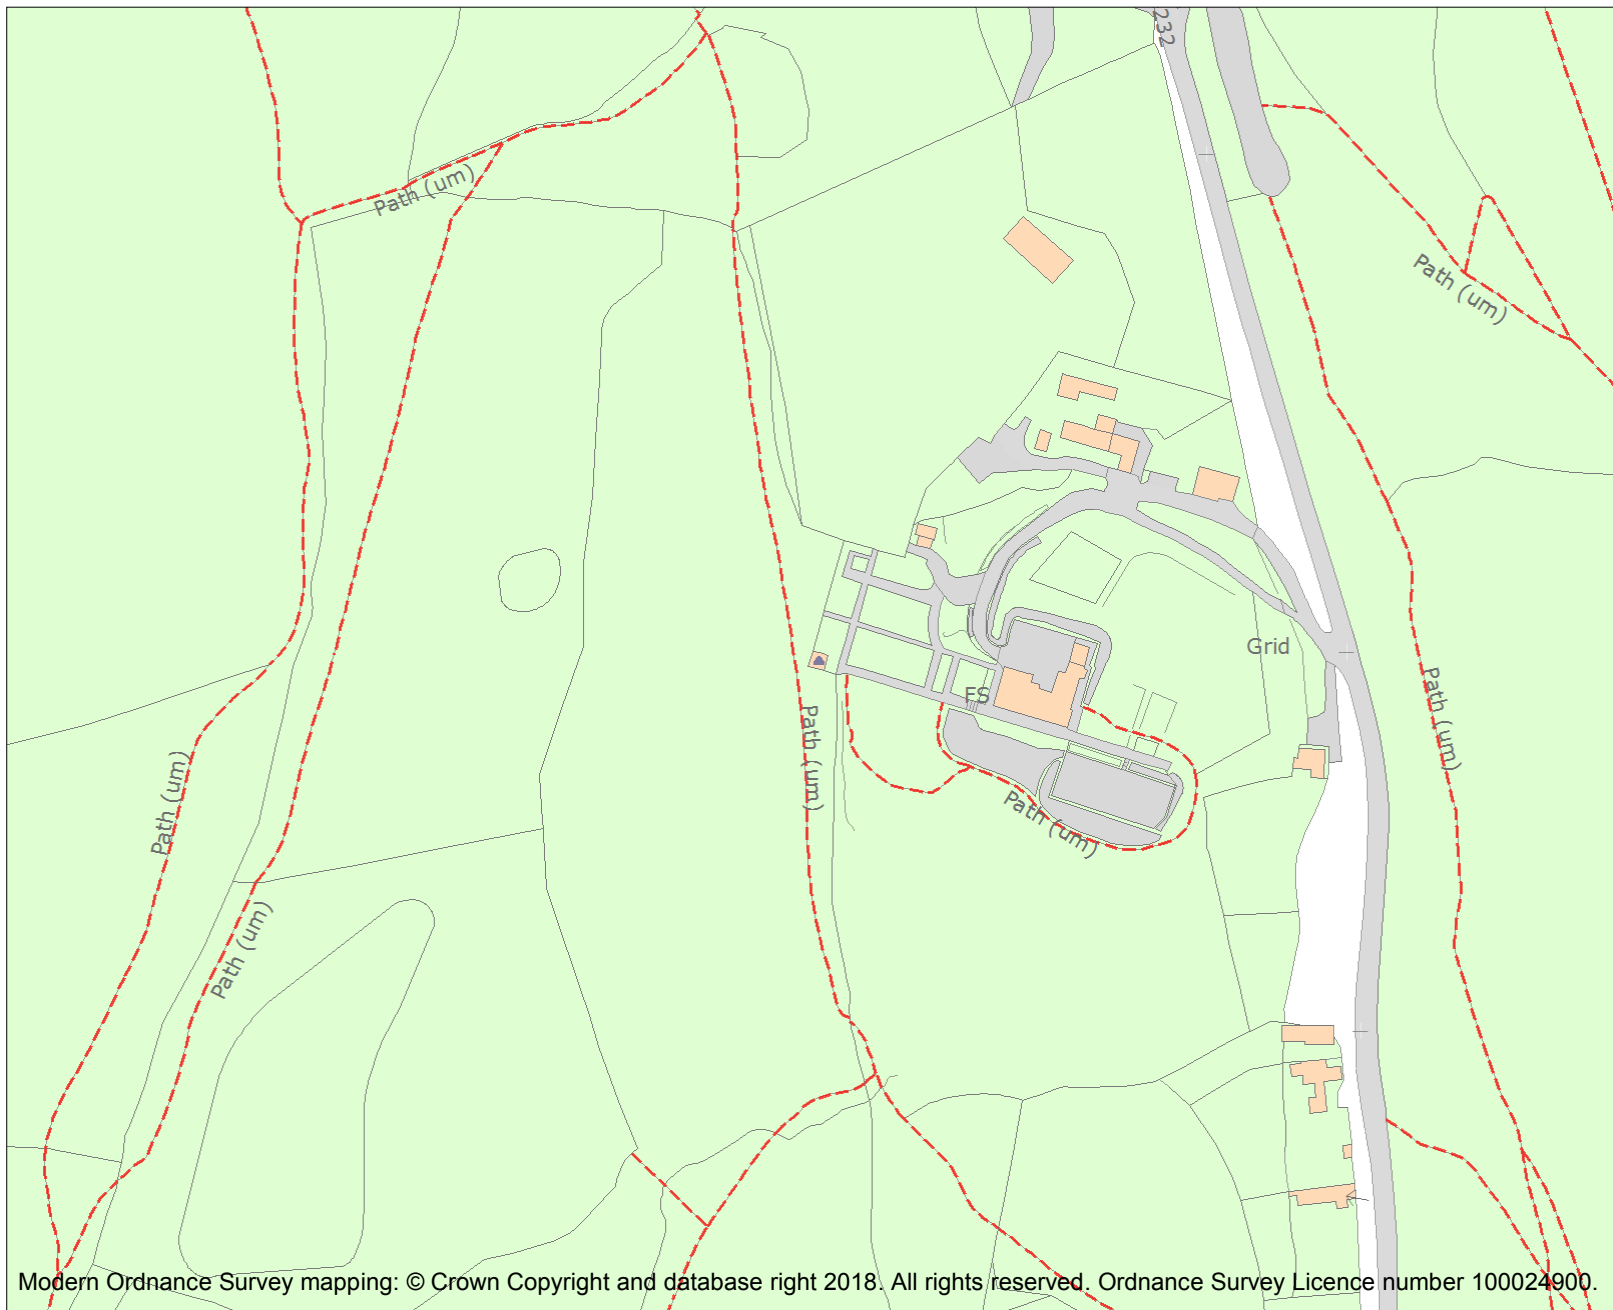 232
Path (um)
Path (um)
Grid
FS
Path (um)
Path (um)
Path (um)
Path (um)
Path (um)
Modern Ordnance Survey mapping: © Crown Copyright and database right 2018. All rights reserved. Ordnance Survey Licence number 100024900.